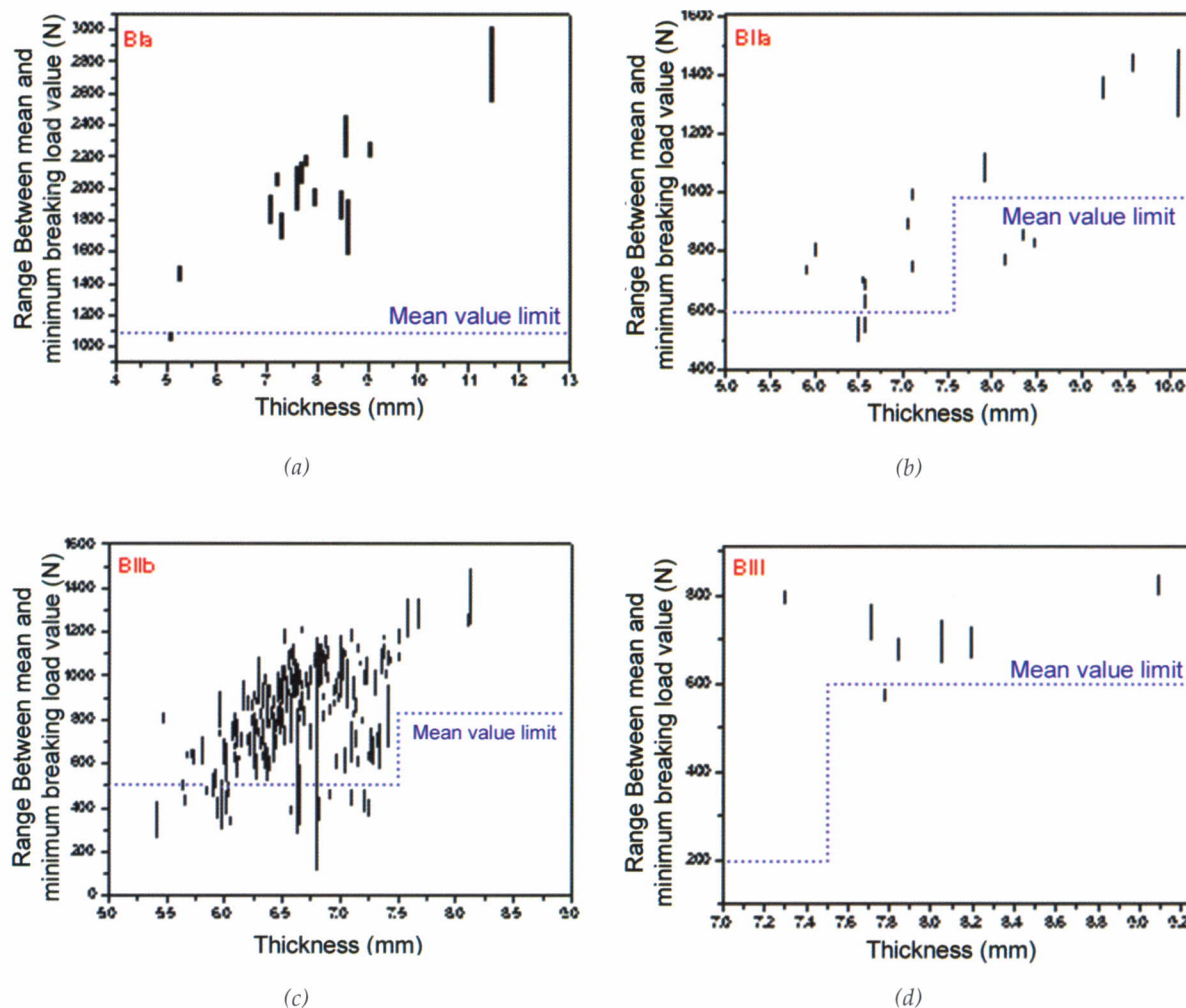 BIa
Range Between mean and
minimum breaking load value (N)
3000
2800
2600
2400
2200
2000
1800
1600
1400
1200
1000
Mean value limit
4 5 6 7 8 9 10 11 12 13
Thickness (mm)
(a)
BIIa
Range Between mean and
minimum breaking load value (N)
1600
1400
1200
1000
800
600
400
Mean value limit
5.0 5.5 6.0 6.5 7.0 7.5 8.0 8.5 9.0 9.5 10.0
Thickness (mm)
(b)
BIIb
Range Between mean and
minimum breaking load value (N)
1600
1400
1200
1000
800
600
400
200
0
Mean value limit
5.0 5.5 6.0 6.5 7.0 7.5 8.0 8.5 9.0
Thickness (mm)
(c)
BIII
Range Between mean and
minimum breaking load value (N)
800
600
400
200
Mean value limit
7.0 7.2 7.4 7.6 7.8 8.0 8.2 8.4 8.6 8.8 9.0 9.2
Thickness (mm)
(d)